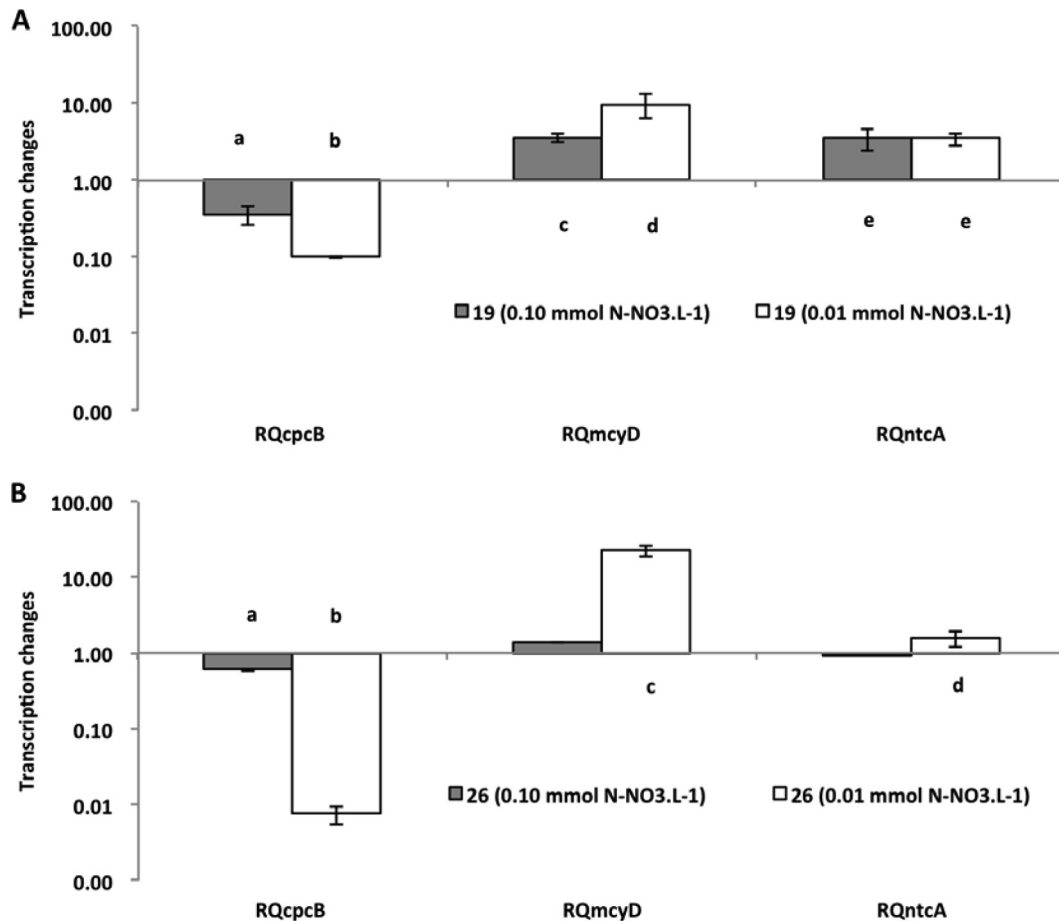 A
Transcription changes
100.00
10.00
1.00
0.10
0.01
0.00
a
b
c
d
e
e
19 (0.10 mmol N-NO3.L-1)
19 (0.01 mmol N-NO3.L-1)
RQcpcB
RQmcyD
RQntcA
B
Transcription changes
100.00
10.00
1.00
0.10
0.01
0.00
a
b
c
d
26 (0.10 mmol N-NO3.L-1)
26 (0.01 mmol N-NO3.L-1)
RQcpcB
RQmcyD
RQntcA